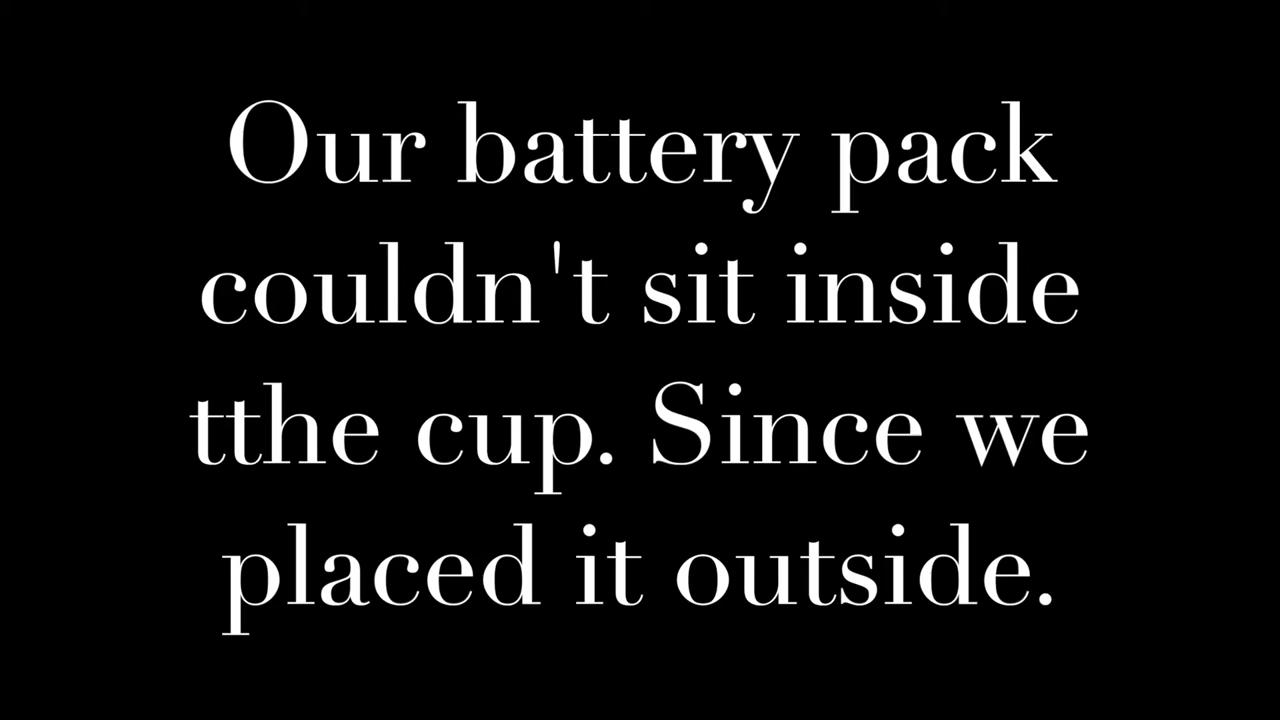 Our battery pack
couldn't sit inside
tthe cup. Since we
placed it outside.